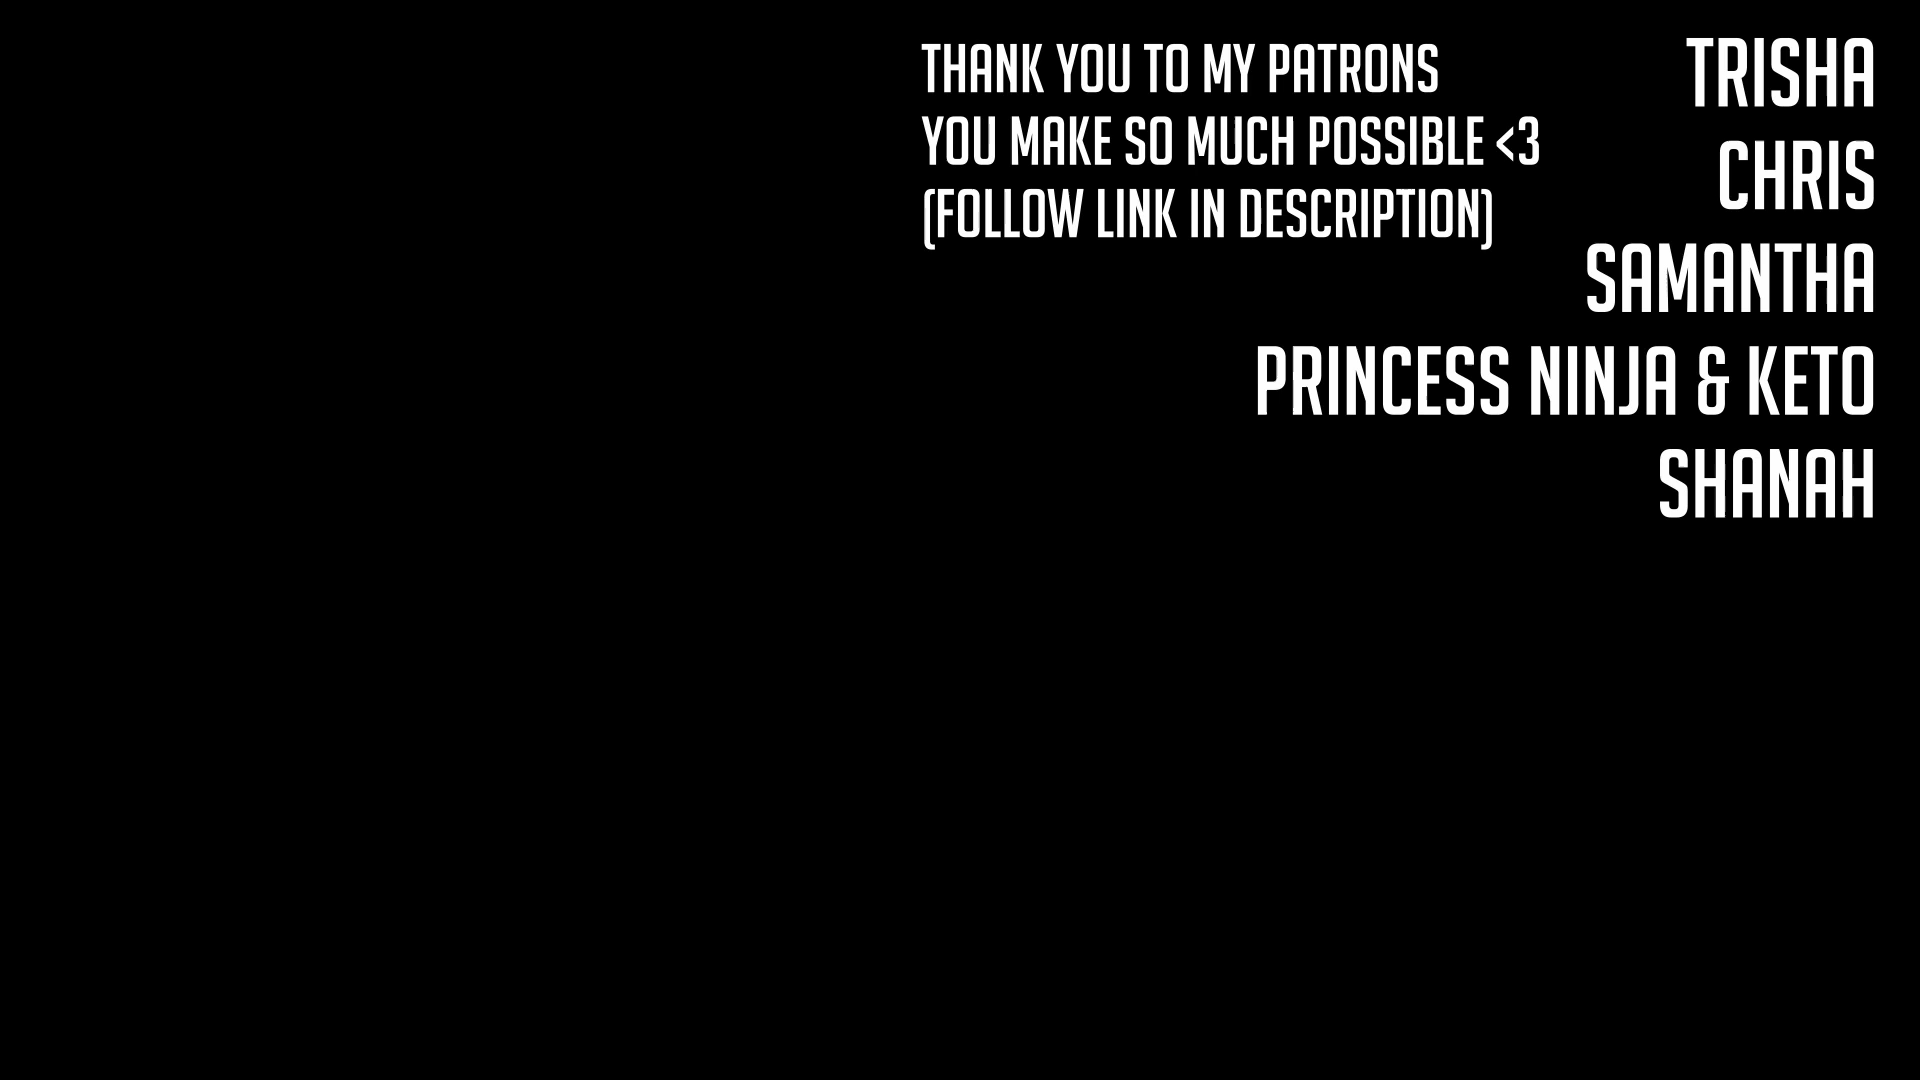 THANK YOU TO MY PATRONS
YOU MAKE SO MUCH POSSIBLE <3
(FOLLOW LINK IN DESCRIPTION)
TRISHA
CHRIS
SAMANTHA
PRINCESS NINJA & KETO
SHANAH